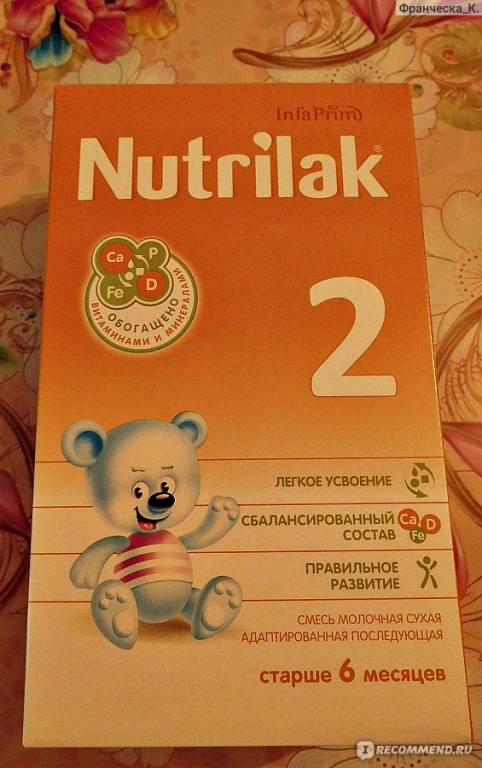 Франческа_К.
InfaPrim
Nutrilak®
Ca P
Fe D
ОБОГАЩЕНО
ВИТАМИНАМИ И МИНЕРАЛАМИ
2
ЛЕГКОЕ УСВОЕНИЕ
СБАЛАНСИРОВАННЫЙ
СОСТАВ
Ca D
Fe
ПРАВИЛЬНОЕ
РАЗВИТИЕ
СМЕСЬ МОЛОЧНАЯ СУХАЯ
АДАПТИРОВАННАЯ ПОСЛЕДУЮЩАЯ
старше 6 месяцев
IRECOMMEND.RU